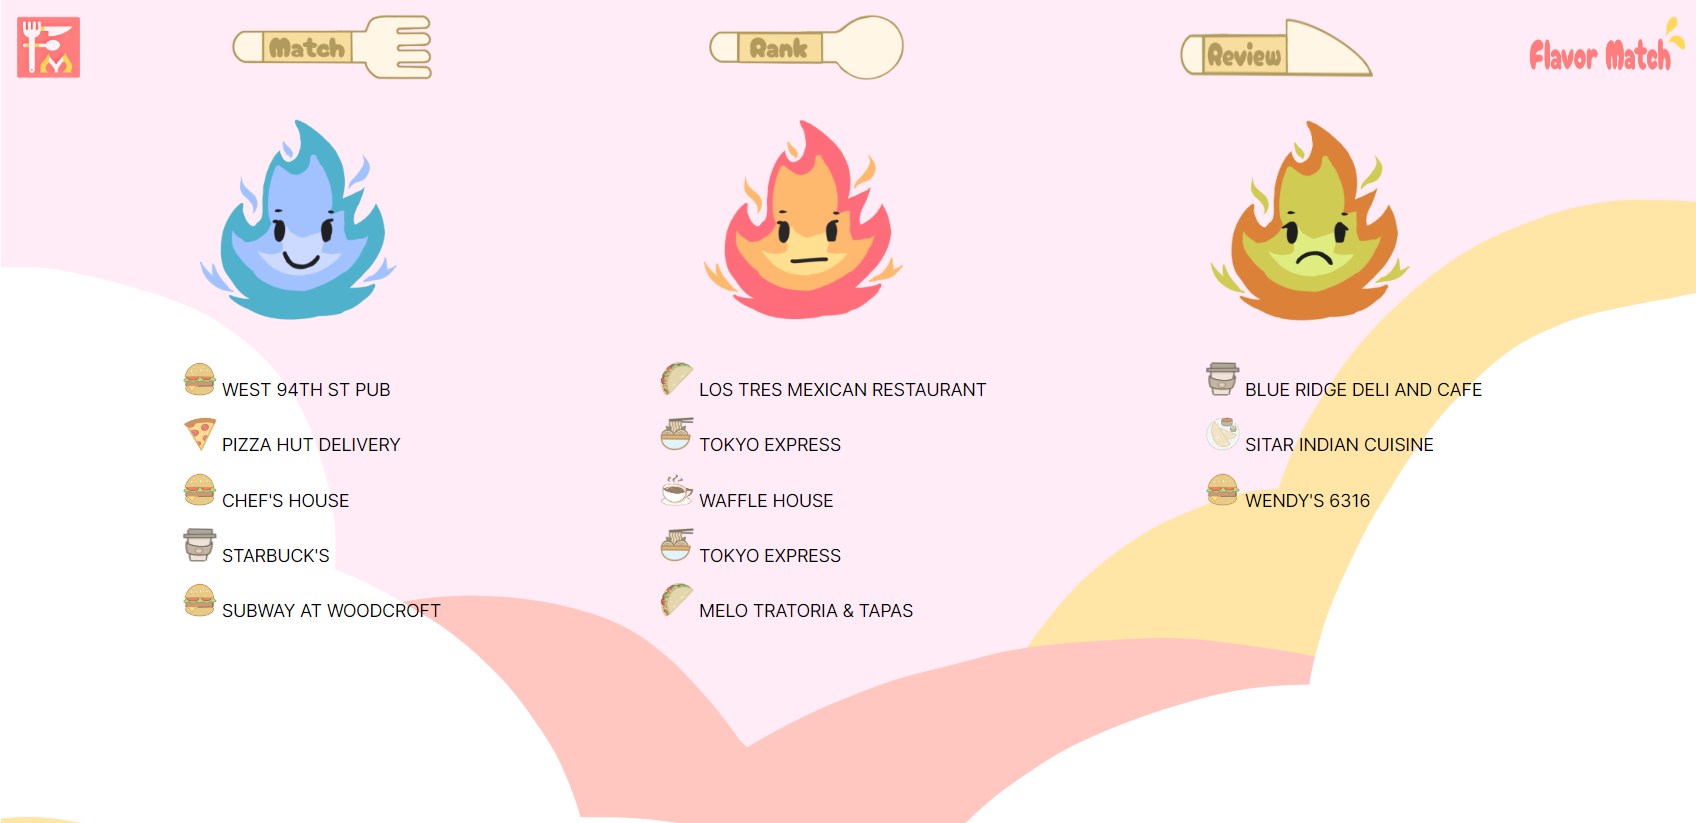 Match
Rank
Review
Flavor Match
WEST 94TH ST PUB
PIZZA HUT DELIVERY
CHEF'S HOUSE
STARBUCK'S
SUBWAY AT WOODCROFT
LOS TRES MEXICAN RESTAURANT
TOKYO EXPRESS
WAFFLE HOUSE
TOKYO EXPRESS
MELO TRATORIA & TAPAS
BLUE RIDGE DELI AND CAFE
SITAR INDIAN CUISINE
WENDY'S 6316